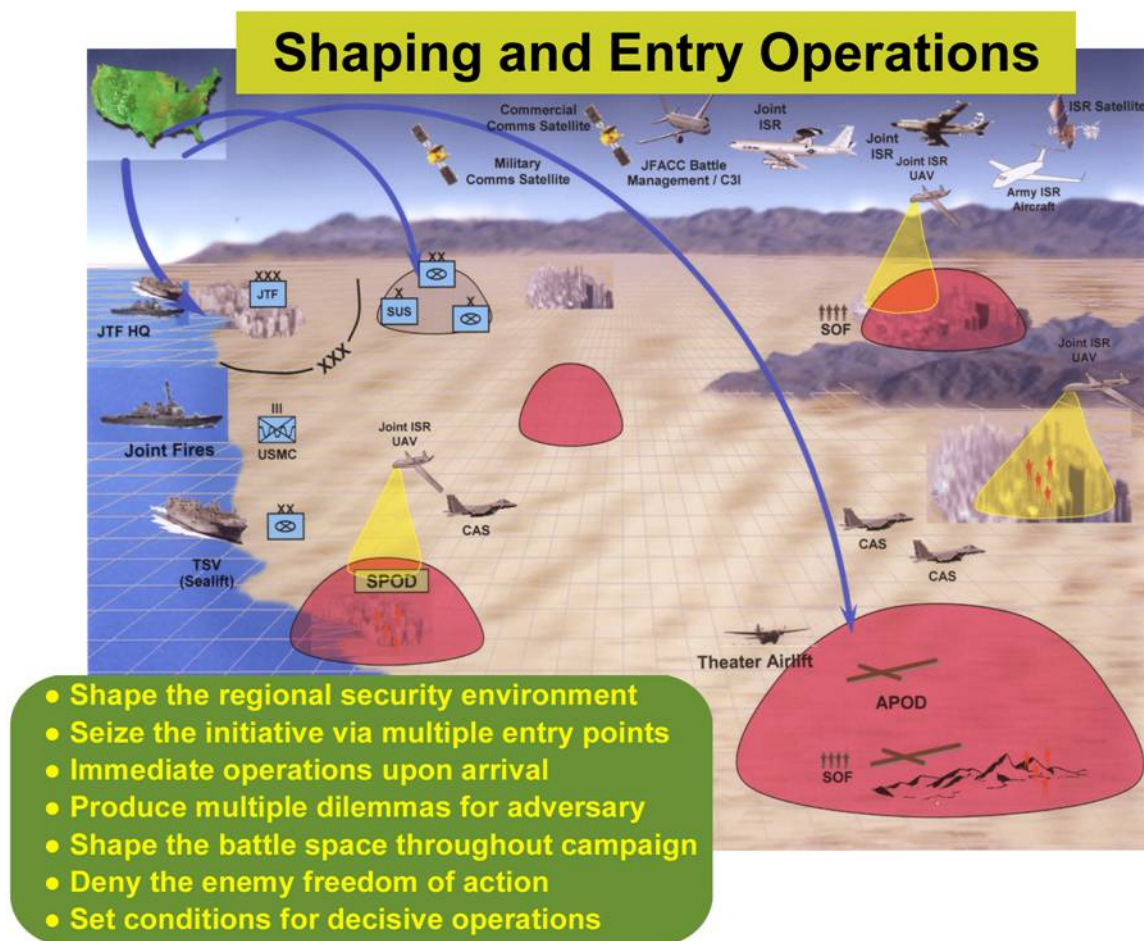 Shaping and Entry Operations
Commercial
Comms Satellite
Joint
ISR
ISR Satellite
Military
Comms Satellite
JFACC Battle
Management / C3I
Joint
ISR
Joint ISR
UAV
Army ISR
Aircraft
XXX
JTF
JTF HQ
XX
X
SUS
X
XXX
SOF
Joint ISR
UAV
Joint Fires
III
USMC
Joint ISR
UAV
CAS
XX
TSV
(Sealift)
CAS
CAS
SPOD
Theater Airlift
APOD
SOF
● Shape the regional security environment
● Seize the initiative via multiple entry points
● Immediate operations upon arrival
● Produce multiple dilemmas for adversary
● Shape the battle space throughout campaign
● Deny the enemy freedom of action
● Set conditions for decisive operations